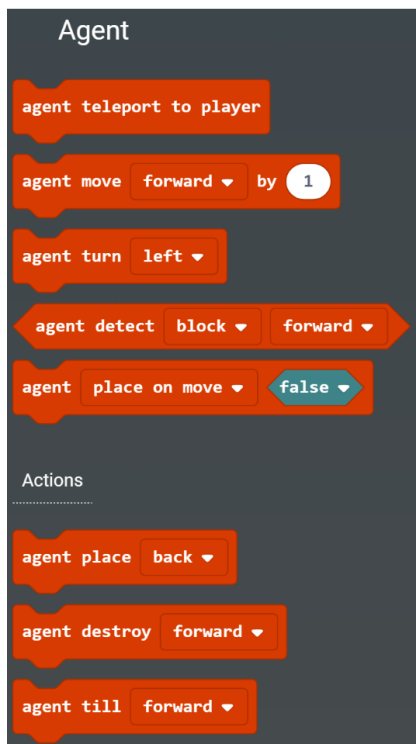 Agent
agent teleport to player
agent move forward by 1
agent turn left
agent detect block forward
agent place on move false
Actions
agent place back
agent destroy forward
agent till forward